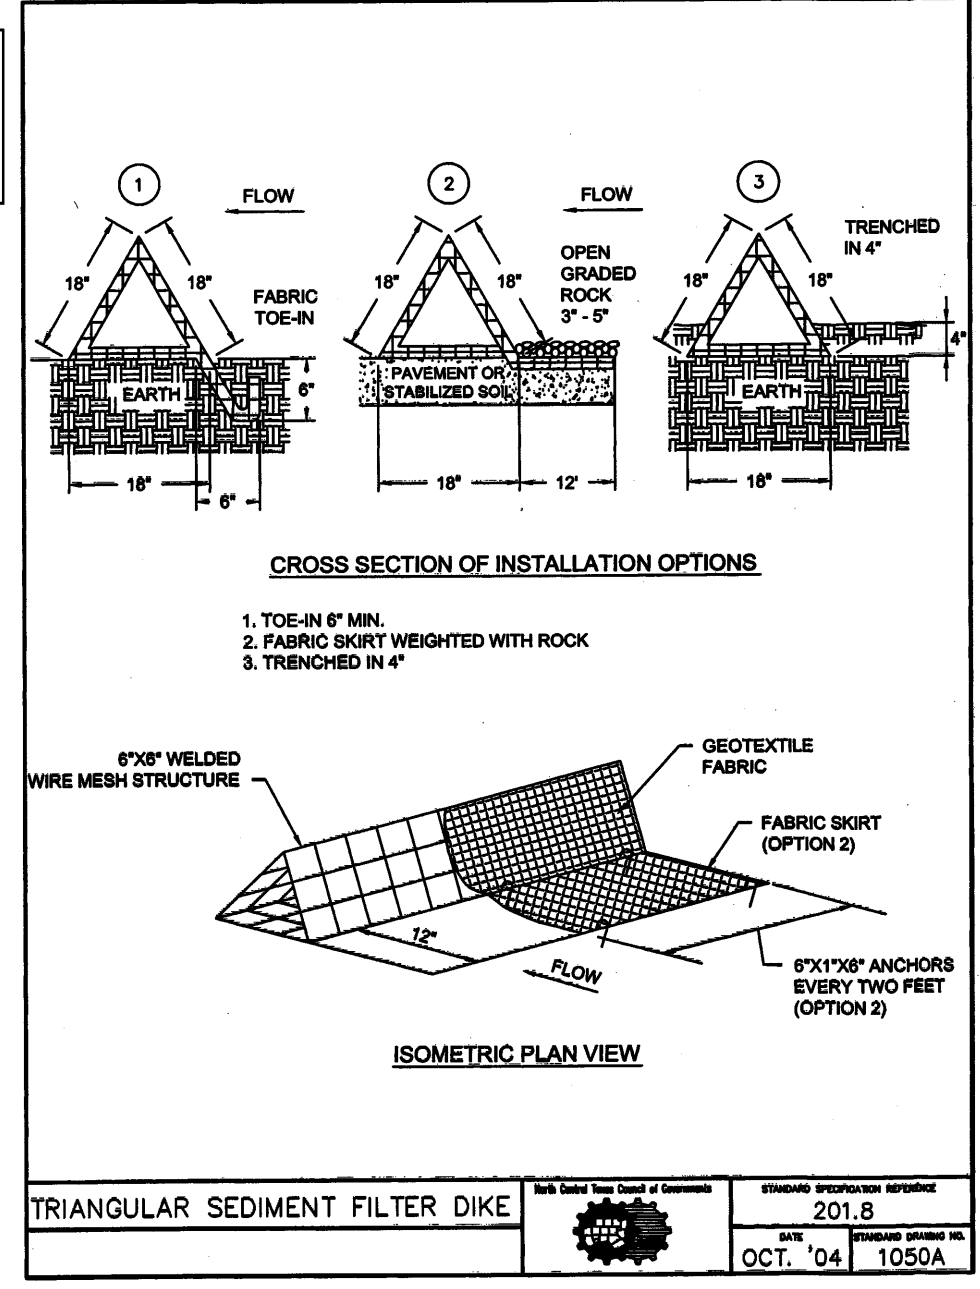 1
FLOW
18"
18"
FABRIC
TOE-IN
EARTH
6"
18"
6"
2
FLOW
18"
18"
OPEN
GRADED
ROCK
3" - 5"
PAVEMENT OR
STABILIZED SOIL
18"
12'
3
TRENCHED
IN 4"
18"
18"
4"
EARTH
18"
CROSS SECTION OF INSTALLATION OPTIONS
1. TOE-IN 6" MIN.
2. FABRIC SKIRT WEIGHTED WITH ROCK
3. TRENCHED IN 4"
6"X6" WELDED
WIRE MESH STRUCTURE
GEOTEXTILE
FABRIC
FABRIC SKIRT
(OPTION 2)
12"
FLOW
6"X1"X6" ANCHORS
EVERY TWO FEET
(OPTION 2)
ISOMETRIC PLAN VIEW
TRIANGULAR SEDIMENT FILTER DIKE
North Central Texas Council of Governments
STANDARD SPECIFICATION REFERENCE
201.8
DATE
OCT. '04
STANDARD DRAWING NO.
1050A